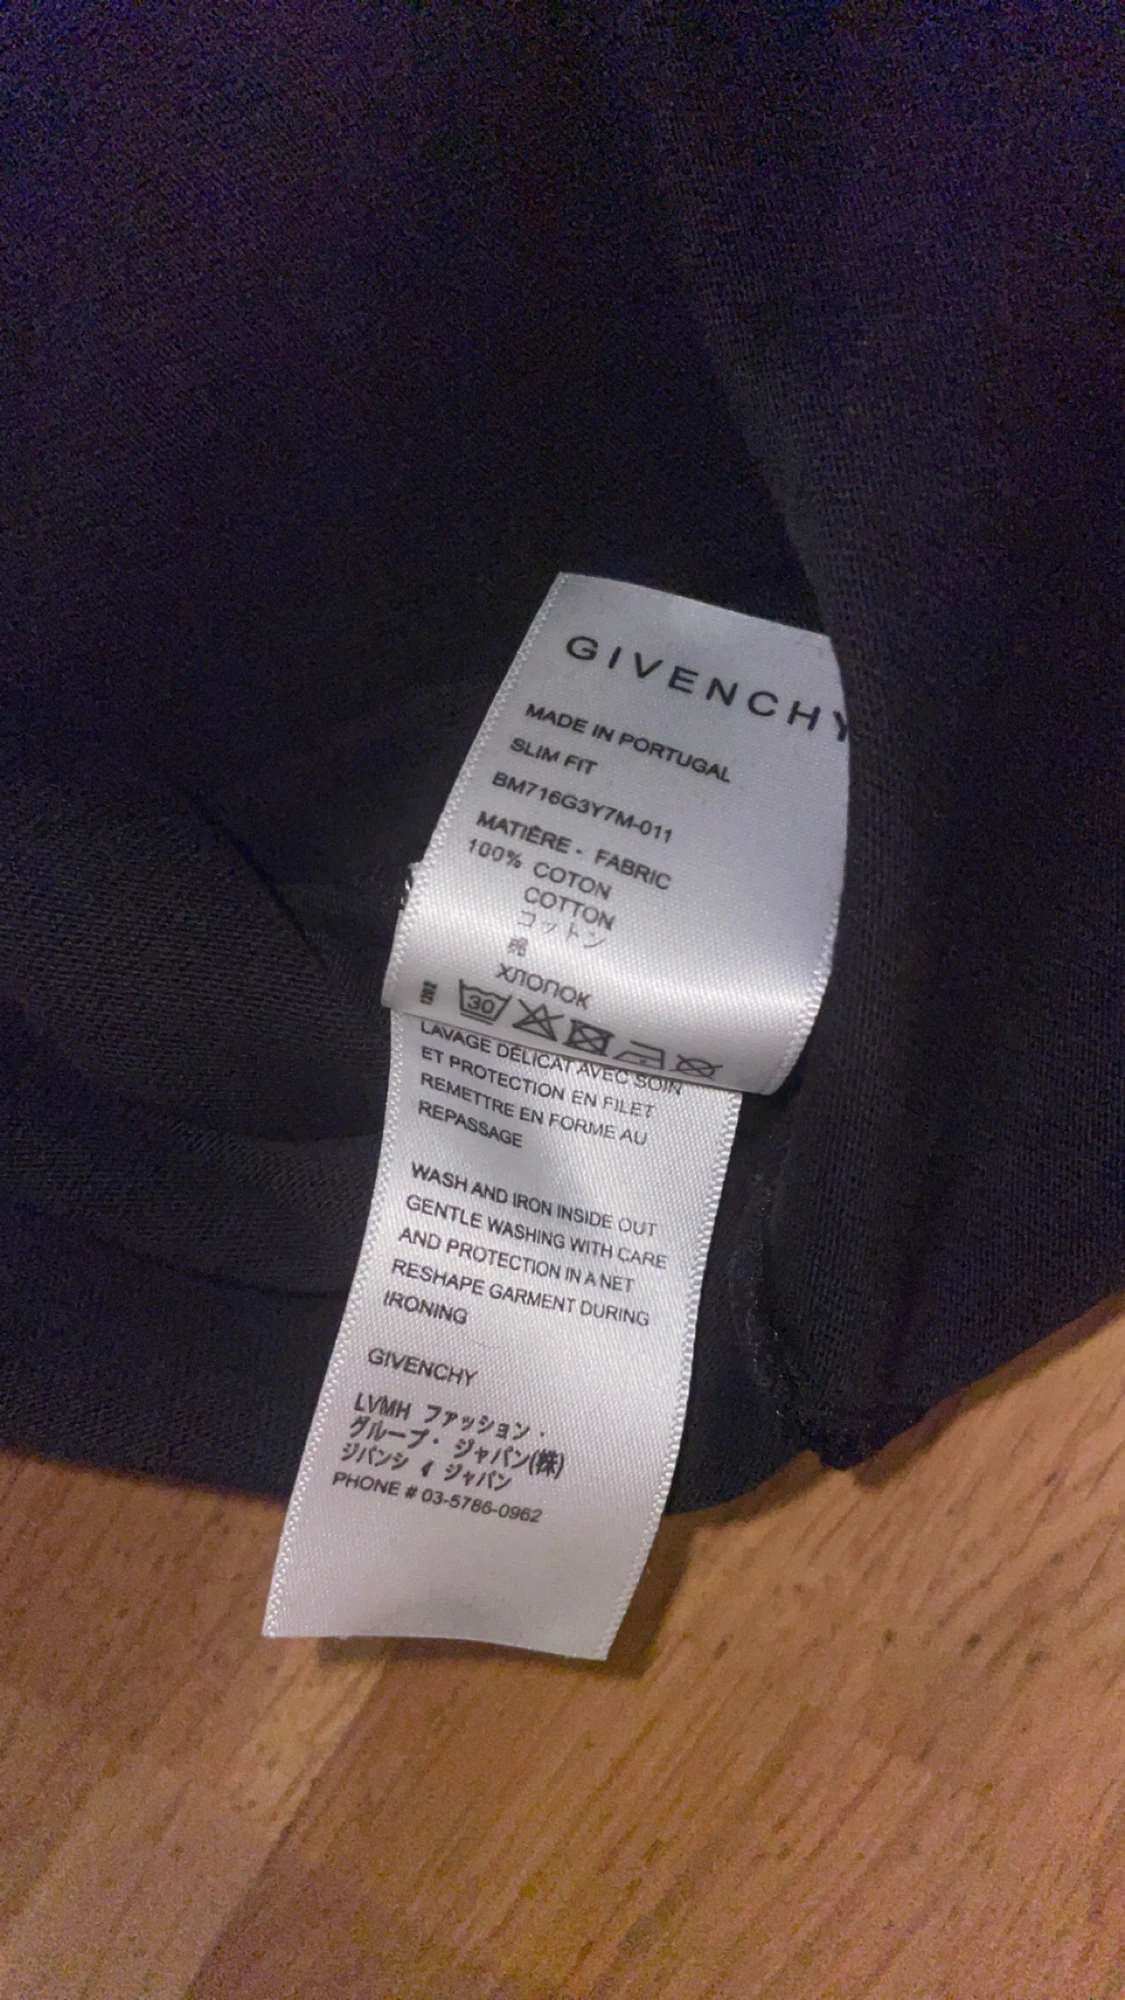 GIVENCHY
MADE IN PORTUGAL
SLIM FIT
BM716G3Y7M-011
MATIÈRE - FABRIC
100% COTON
COTTON
コットン
ХЛОПОК
30
LAVAGE DÉLICAT AVEC SOIN
ET PROTECTION EN FILET
REMETTRE EN FORME AU
REPASSAGE
WASH AND IRON INSIDE OUT
GENTLE WASHING WITH CARE
AND PROTECTION IN A NET
RESHAPE GARMENT DURING
IRONING
GIVENCHY
LVMH ファッション・
グループ・ジャパン(株)
ジバンシ ィ ジャパン
PHONE # 03-5786-0962